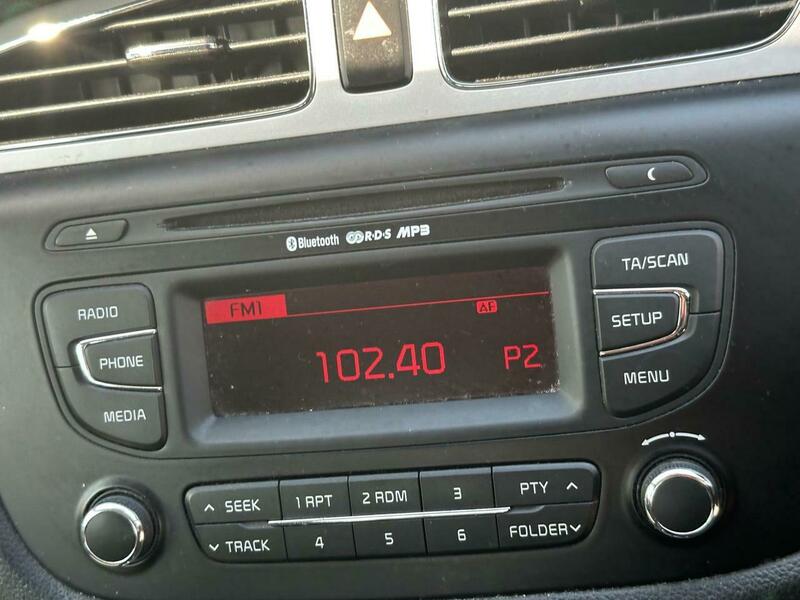 Bluetooth R·D·S MP3
RADIO
PHONE
MEDIA
FM1
AF
102.40 P2
TA/SCAN
SETUP
MENU
SEEK 1 RPT 2 RDM 3 PTY
TRACK 4 5 6 FOLDER